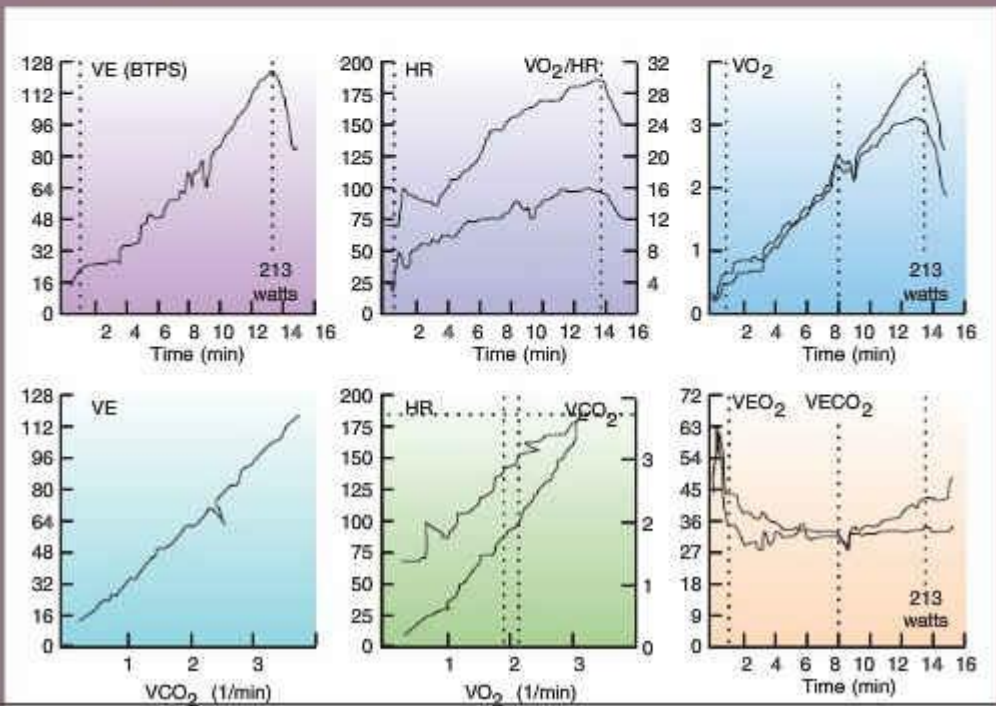 VE (BTPS)
128
112
96
80
64
48
32
16
0
213
watts
2 4 6 8 10 12 14 16
Time (min)
HR
VO₂/HR
200
175
150
125
100
75
50
25
0
32
28
24
20
16
12
8
4
2 4 6 8 10 12 14 16
Time (min)
VO₂
3
2
1
0
213
watts
2 4 6 8 10 12 14 16
Time (min)
VE
128
112
96
80
64
48
32
16
0
1 2 3
VCO₂ (1/min)
HR
VCO₂
200
175
150
125
100
75
50
25
0
3
2
1
0
1 2 3
VO₂ (1/min)
VEO₂ VECO₂
72
63
54
45
36
27
18
9
0
213
watts
2 4 6 8 10 12 14 16
Time (min)